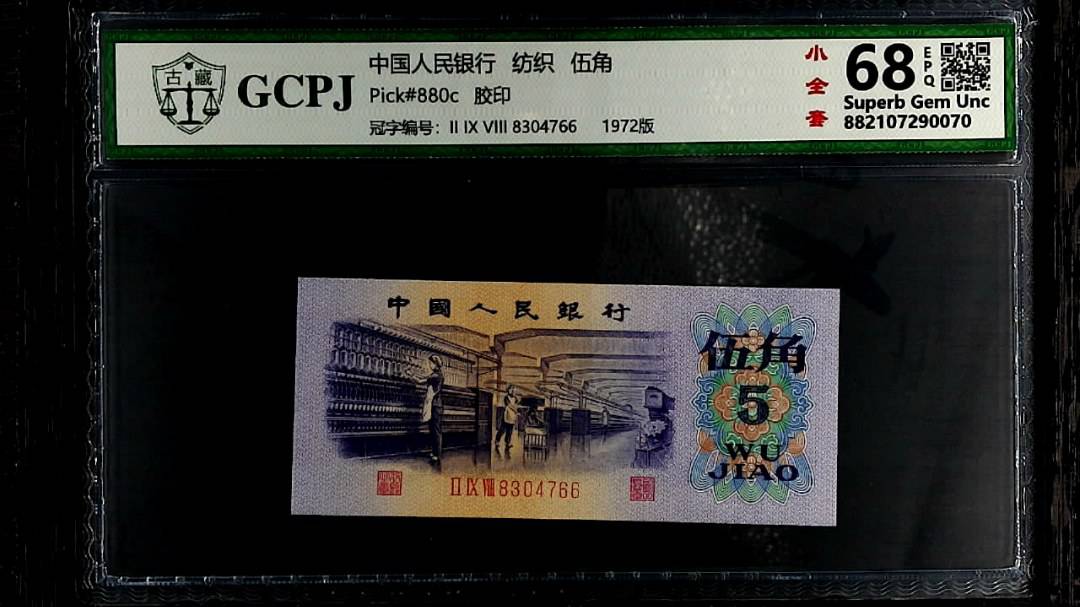 古藏
GCPJ
中国人民银行 纺织 伍角
Pick#880c 胶印
冠字编号: II IX VIII 8304766 1972版
小全套
68
EPQ
Superb Gem Unc
882107290070
中國人民銀行
伍角
5
WU
JIAO
II IX VIII 8304766